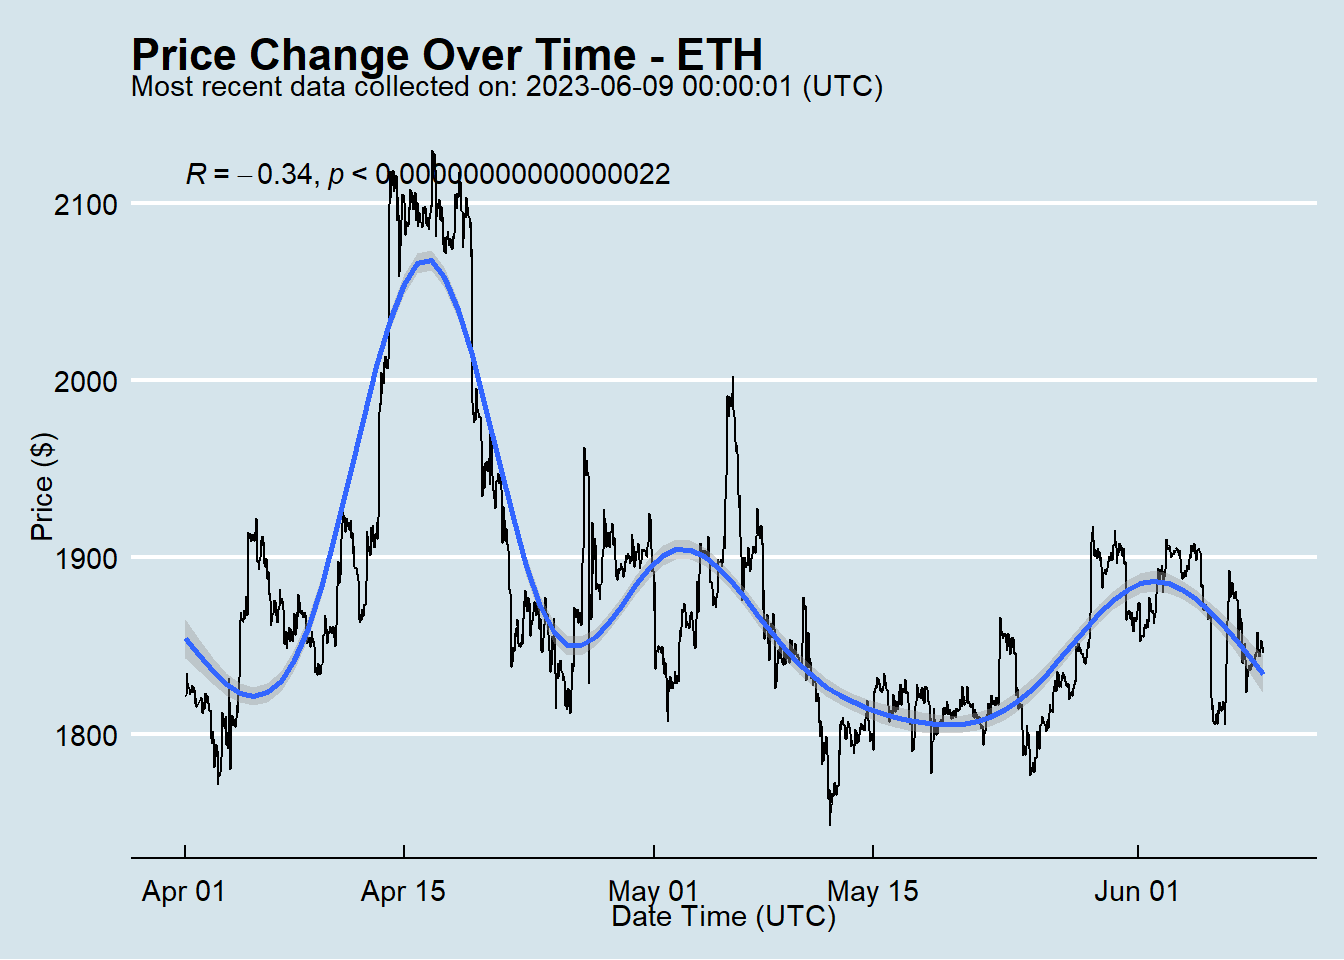 Price Change Over Time - ETH
Most recent data collected on: 2023-06-09 00:00:01 (UTC)
R = −0.34, p < 0.00000000000000022
2100
2000
1900
1800
Price ($)
Apr 01 Apr 15 May 01 May 15 Jun 01
Date Time (UTC)